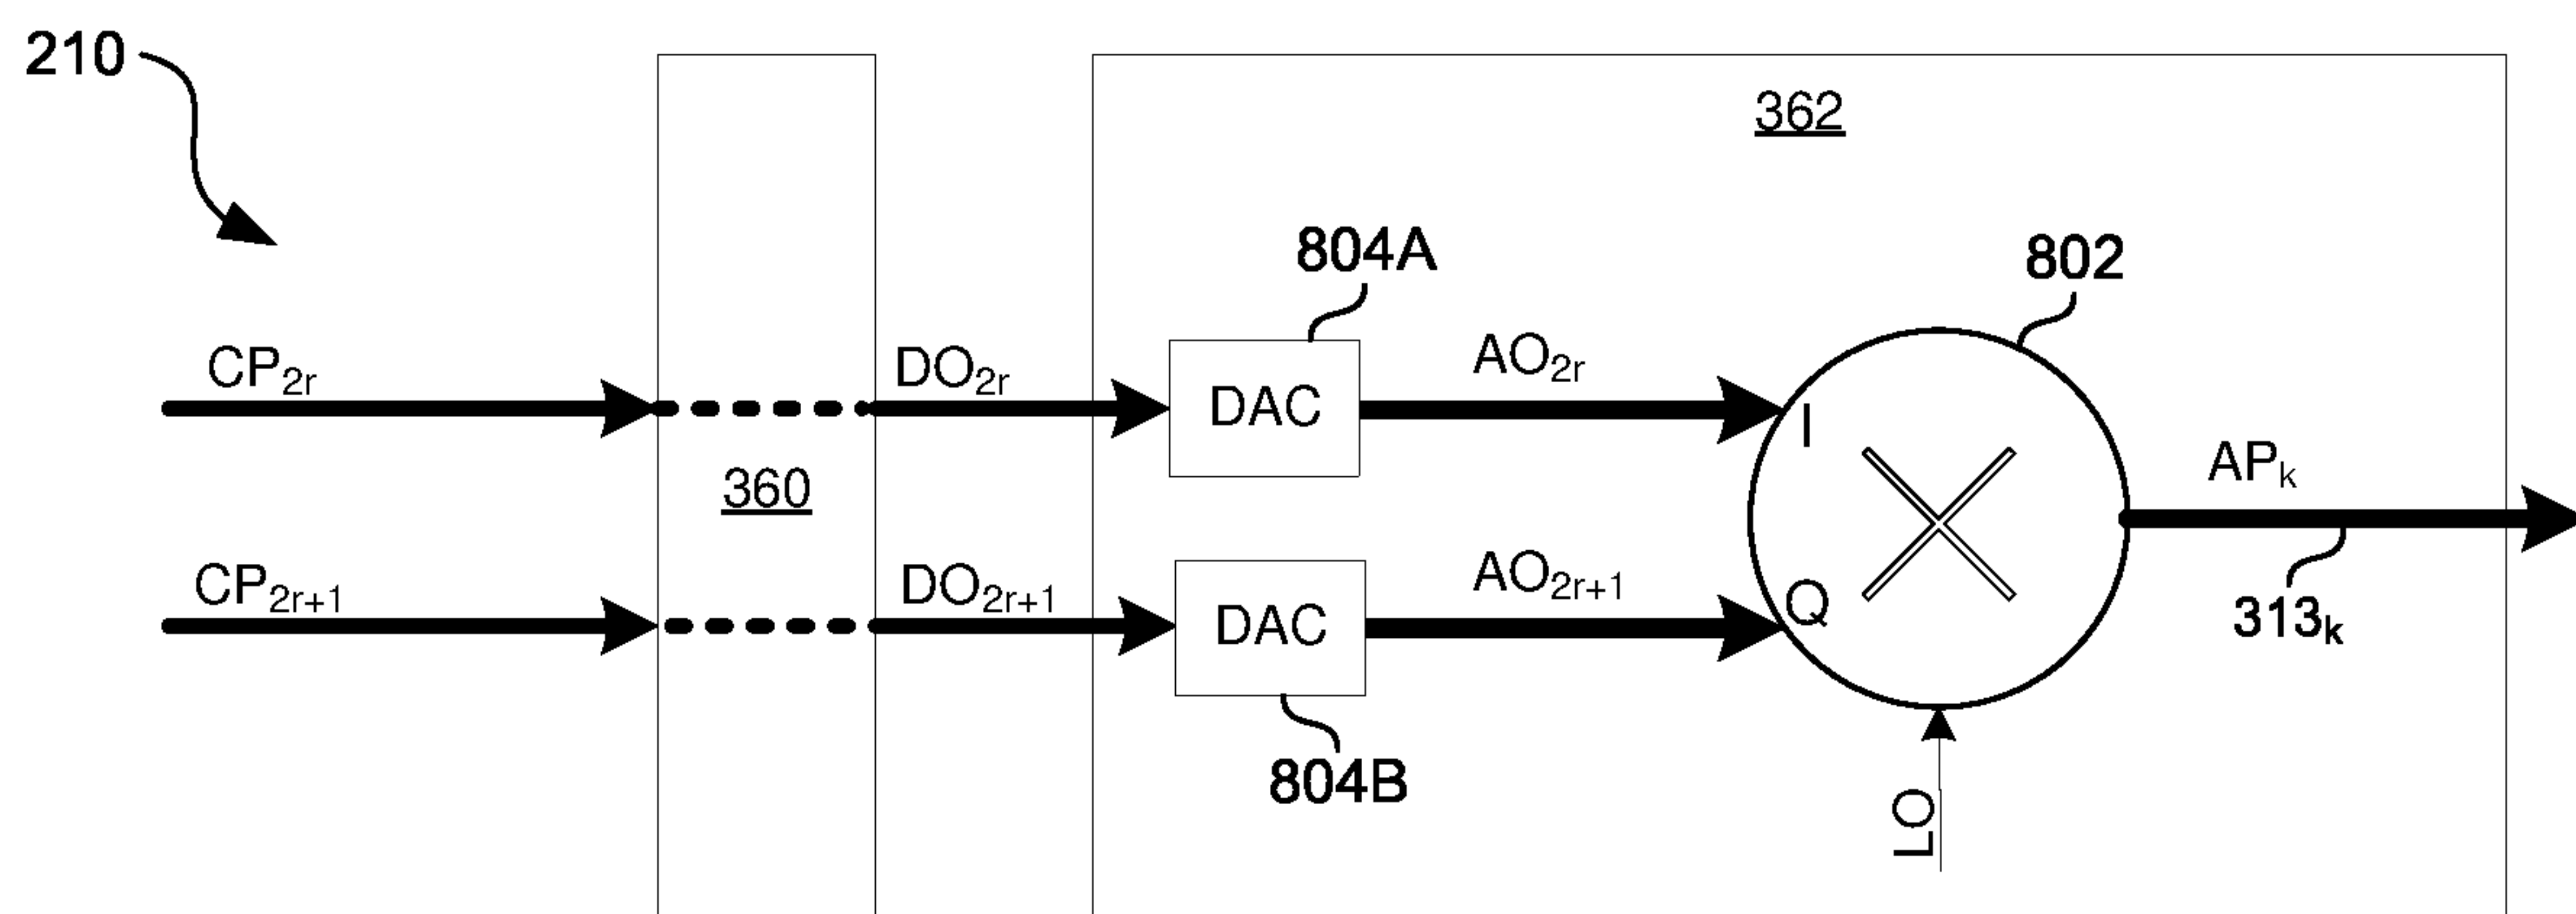 210
362
804A
802
CP2r
DO2r
AO2r
DAC
I
360
APk
CP2r+1
DO2r+1
AO2r+1
DAC
Q
313k
804B
LO